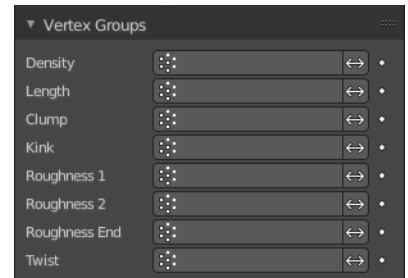 Vertex Groups
Density
Length
Clump
Kink
Roughness 1
Roughness 2
Roughness End
Twist